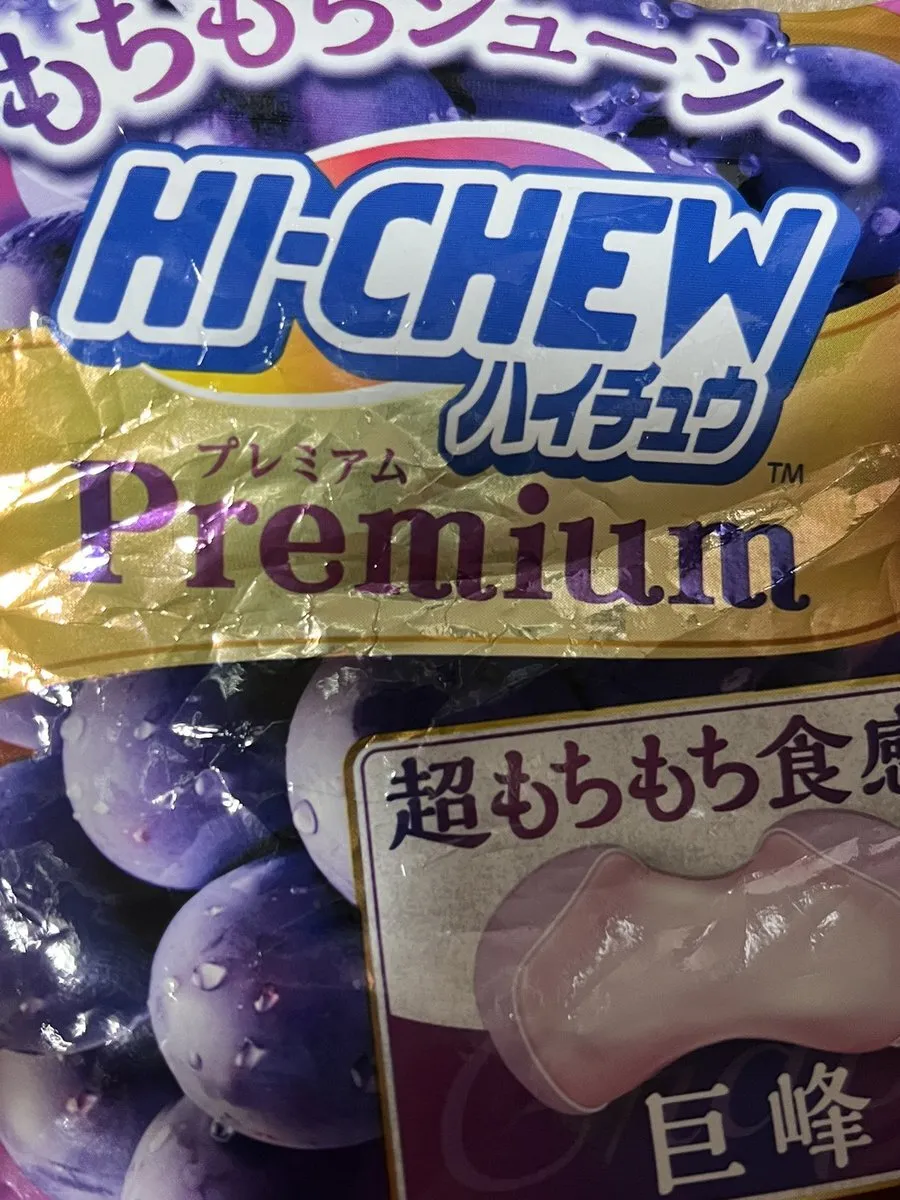 もちもちジューシー
HI-CHEW
ハイチュウ
TM
プレミアム
Premium
超もちもち食感
巨峰